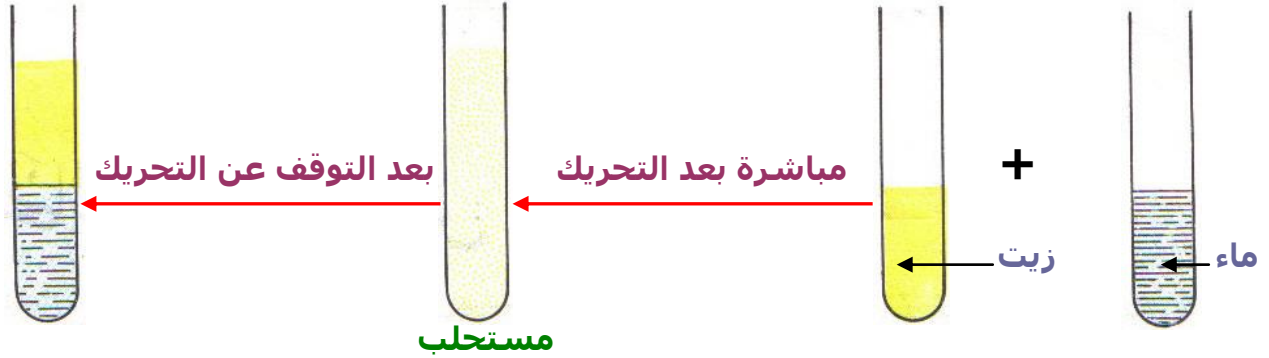 +
مباشرة بعد التحريك
بعد التوقف عن التحريك
ماء
زيت
مستحلب